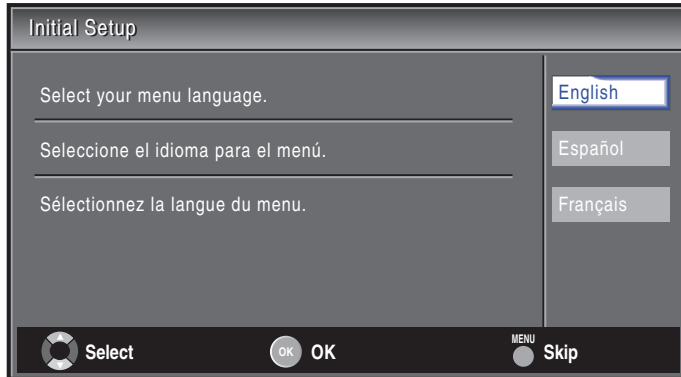 Initial Setup
Select your menu language.
Seleccione el idioma para el menú.
Sélectionnez la langue du menu.
English
Español
Français
Select
OK OK
MENU Skip